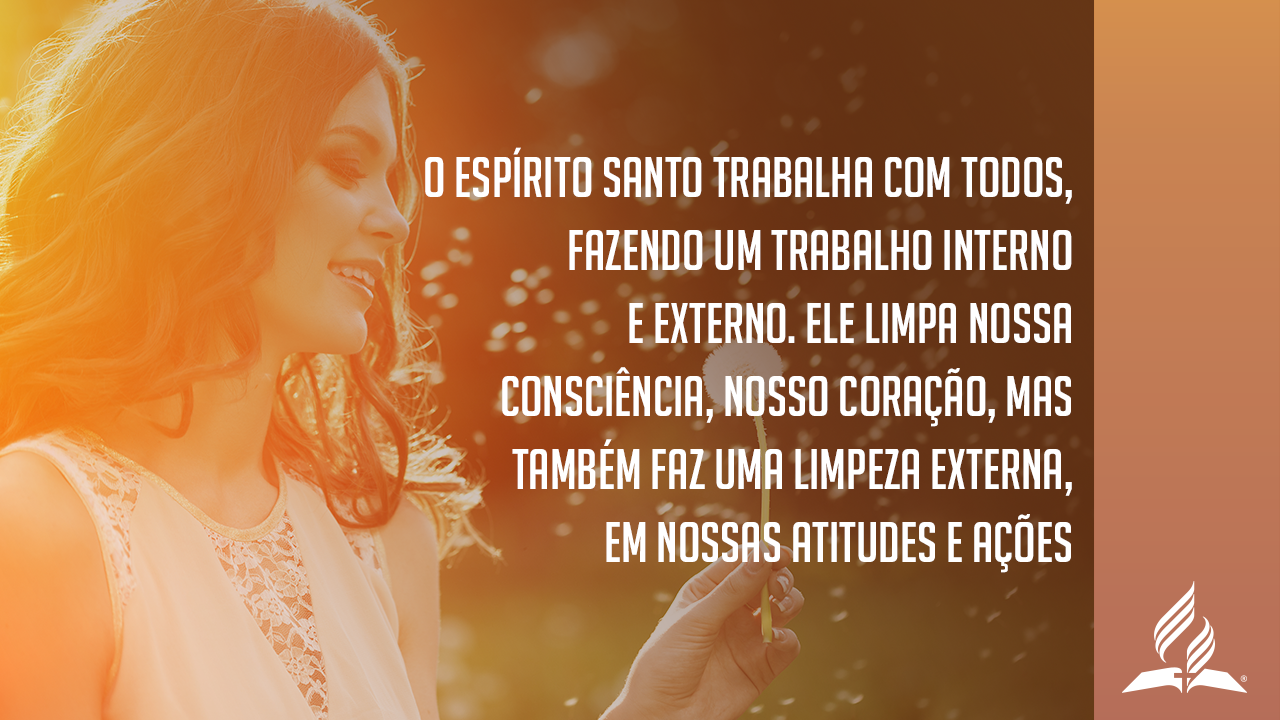 O ESPÍRITO SANTO TRABALHA COM TODOS,
FAZENDO UM TRABALHO INTERNO
E EXTERNO. ELE LIMPA NOSSA
CONSCIÊNCIA, NOSSO CORAÇÃO, MAS
TAMBÉM FAZ UMA LIMPEZA EXTERNA,
EM NOSSAS ATITUDES E AÇÕES
®